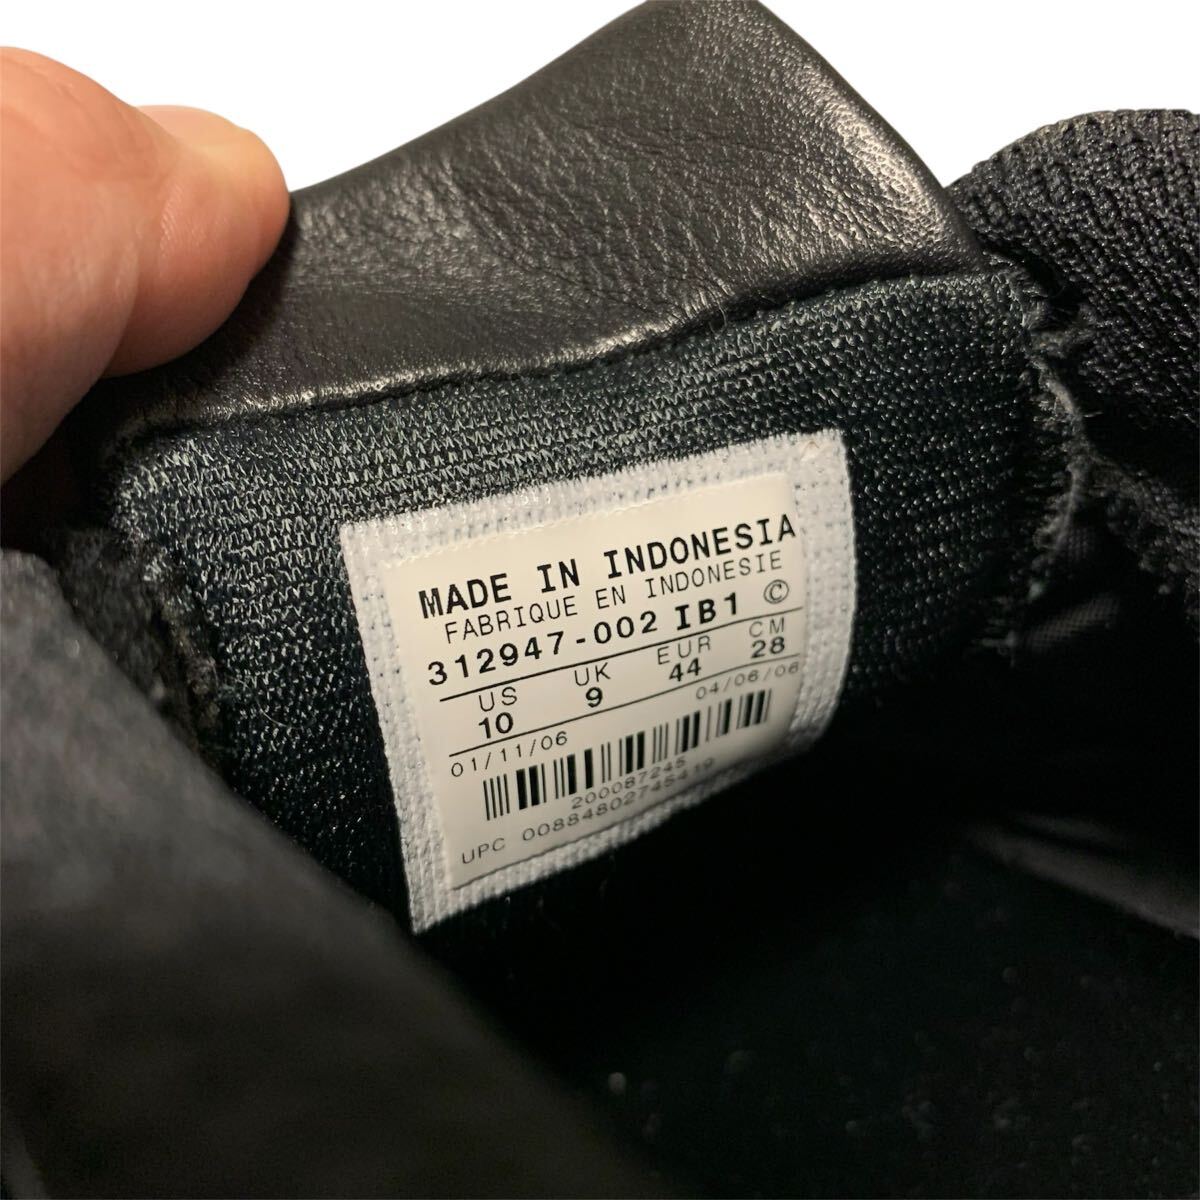 MADE IN INDONESIA
FABRIQUE EN INDONESIE
312947-002 IB1 ©
US UK EUR CM
10 9 44 28
01/11/06 04/06/06
200087245
UPC 00884802745419